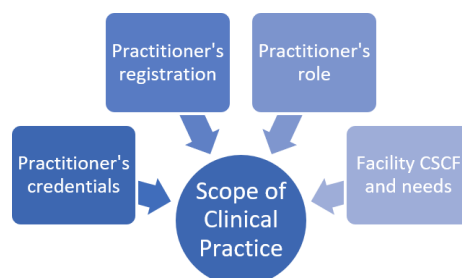 Practitioner's
registration
Practitioner's
role
Practitioner's
credentials
Facility CSCF
and needs
Scope of
Clinical
Practice